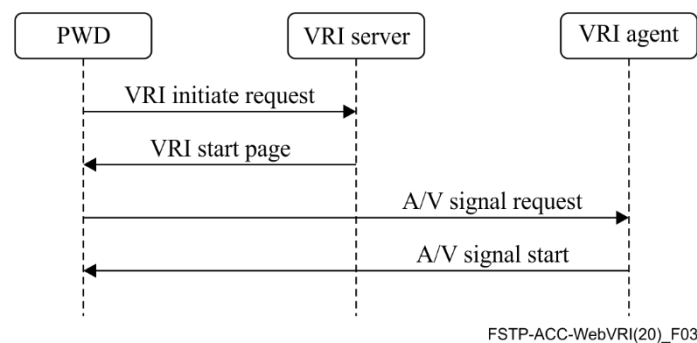 PWD
VRI server
VRI agent
VRI initiate request
VRI start page
A/V signal request
A/V signal start
FSTP-ACC-WebVRI(20)_F03